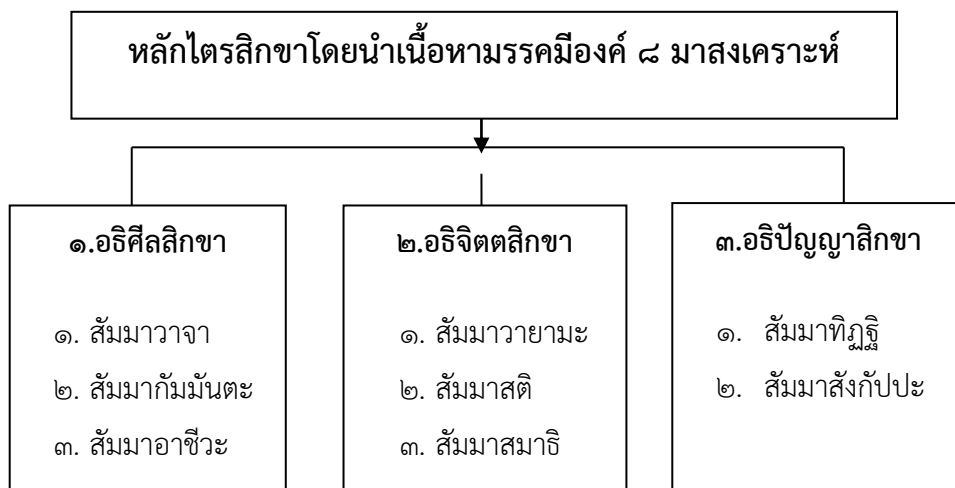 หลักไตรสิกขาโดยนำเนื้อหามรรคมีองค์ ๘ มาสงเคราะห์
๑.อธิศีลสิกขา
๑. สัมมาวาจา
๒. สัมมากัมมันตะ
๓. สัมมาอาชีวะ
๒.อธิจิตตสิกขา
๑. สัมมาวายามะ
๒. สัมมาสติ
๓. สัมมาสมาธิ
๓.อธิปัญญาสิกขา
๑. สัมมาทิฏฐิ
๒. สัมมาสังกัปปะ